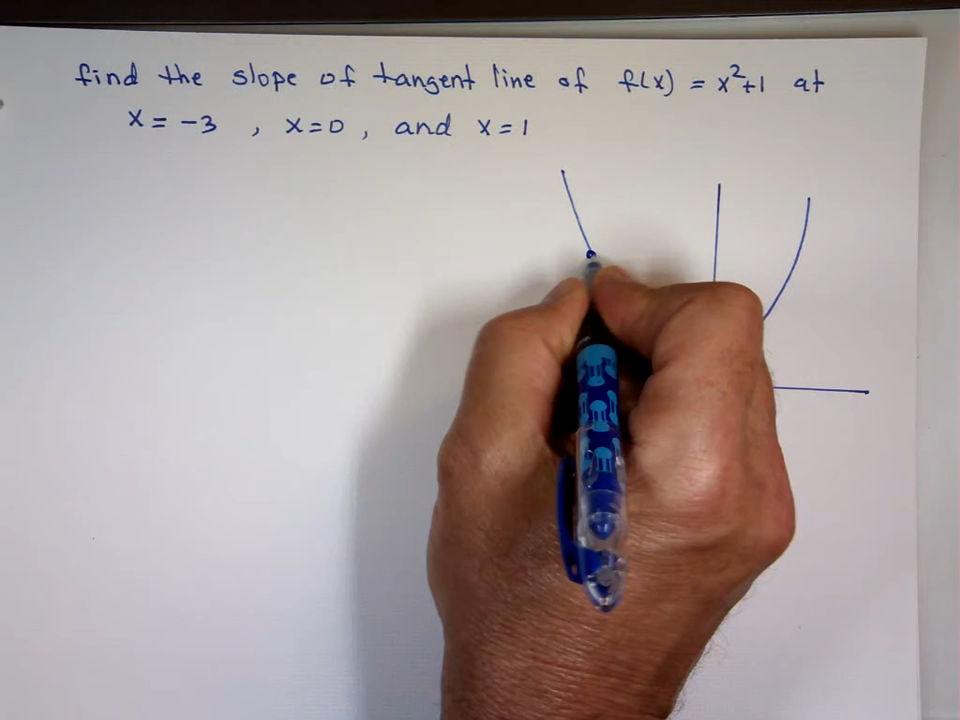 find the slope of tangent line of f(x) = x²+1 at
x = -3 , x=0 , and x=1